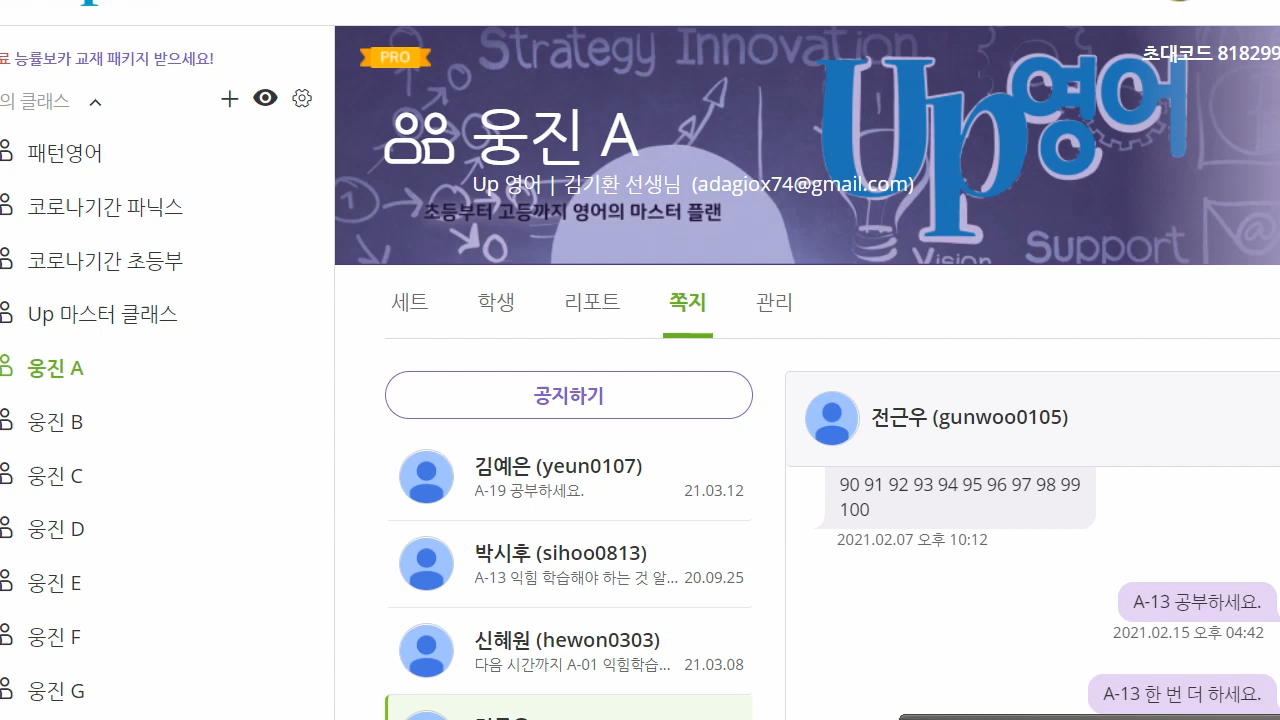 료 능률보카 교재 패키지 받으세요!
의 클래스
패턴영어
코로나기간 파닉스
코로나기간 초등부
Up 마스터 클래스
웅진 A
웅진 B
웅진 C
웅진 D
웅진 E
웅진 F
웅진 G
PRO
Strategy Innovation
초대코드 818299
Up영어
웅진 A
Up 영어 | 김기환 선생님 (adagiox74@gmail.com)
초등부터 고등까지 영어의 마스터 플랜
Support
Vision
세트 학생 리포트 쪽지 관리
공지하기
김예은 (yeun0107)
A-19 공부하세요. 21.03.12
박시후 (sihoo0813)
A-13 익힘 학습해야 하는 것 알... 20.09.25
신혜원 (hewon0303)
다음 시간까지 A-01 익힘학습... 21.03.08
전근우 (gunwoo0105)
90 91 92 93 94 95 96 97 98 99
100
2021.02.07 오후 10:12
A-13 공부하세요.
2021.02.15 오후 04:42
A-13 한 번 더 하세요.